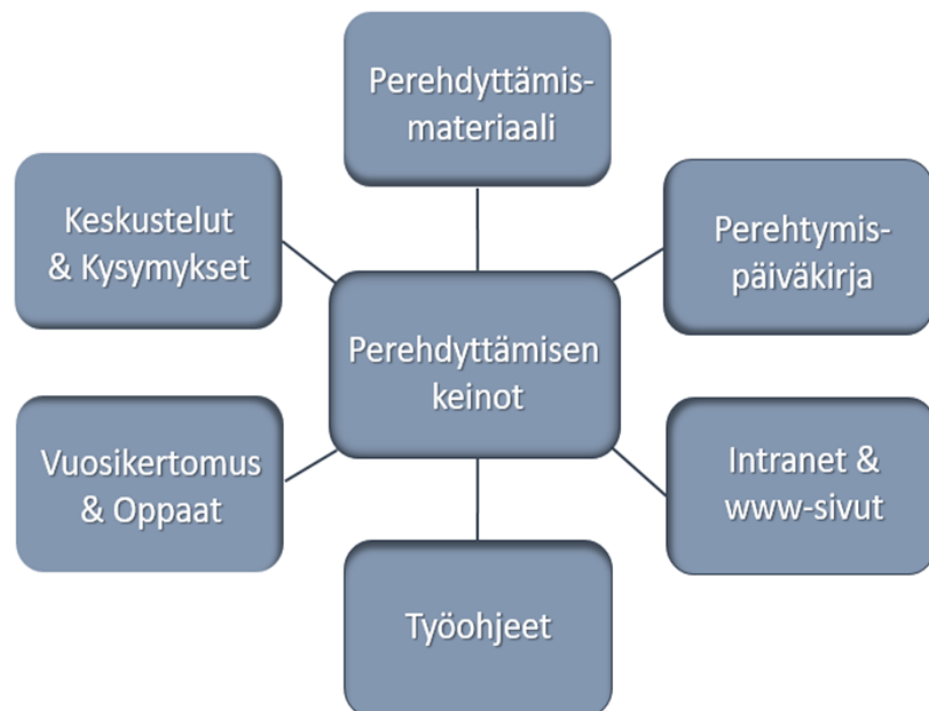 Perehdyttämis-
materiaali
Keskustelut
& Kysymykset
Perehtymis-
päiväkirja
Perehdyttämisen
keinot
Vuosikertomus
& Oppaat
Intranet &
www-sivut
Työohjeet